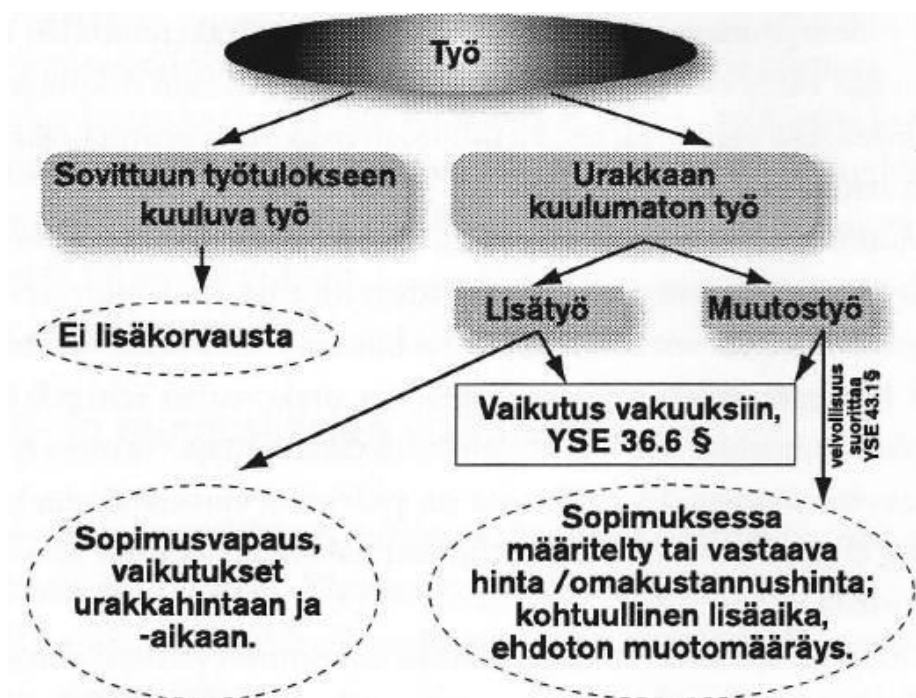 Työ
Sovittuun työtulokseen
kuuluva työ
Urakkaan
kuulumaton työ
Ei lisäkorvausta
Lisätyö
Muutostyö
Vaikutus vakuuksiin,
YSE 36.6 §
velvollisuus
suorittaa
YSE 43.1 §
Sopimusvapaus,
vaikutukset
urakkahintaan ja
-aikaan.
Sopimuksessa
määritelty tai vastaava
hinta /omakustannushinta;
kohtuullinen lisäaika,
ehdoton muotomääräys.